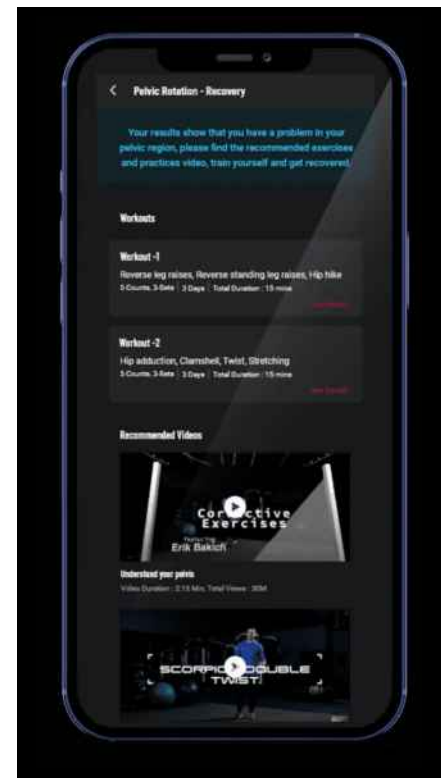 Pelvic Rotation - Recovery
Your results show that you have a problem in your
pelvic region, please find the recommended exercises
and practices video, train yourself and get recovered.
Workouts
Workout -1
Reverse leg raises, Reverse standing leg raises, Hip hike
5 Counts, 3-Sets | 3 Days | Total Duration : 15 mins
Workout -2
Hip adduction, Clamshell, Twist, Stretching
5 Counts, 3-Sets | 3 Days | Total Duration : 15 mins
Recommended Videos
Corrective
Exercises
Featuring
Erik Bakich
Understand your pelvis
Video Duration : 2:15 Min, Total Views : 30M
SCORPION DOUBLE
TWIST